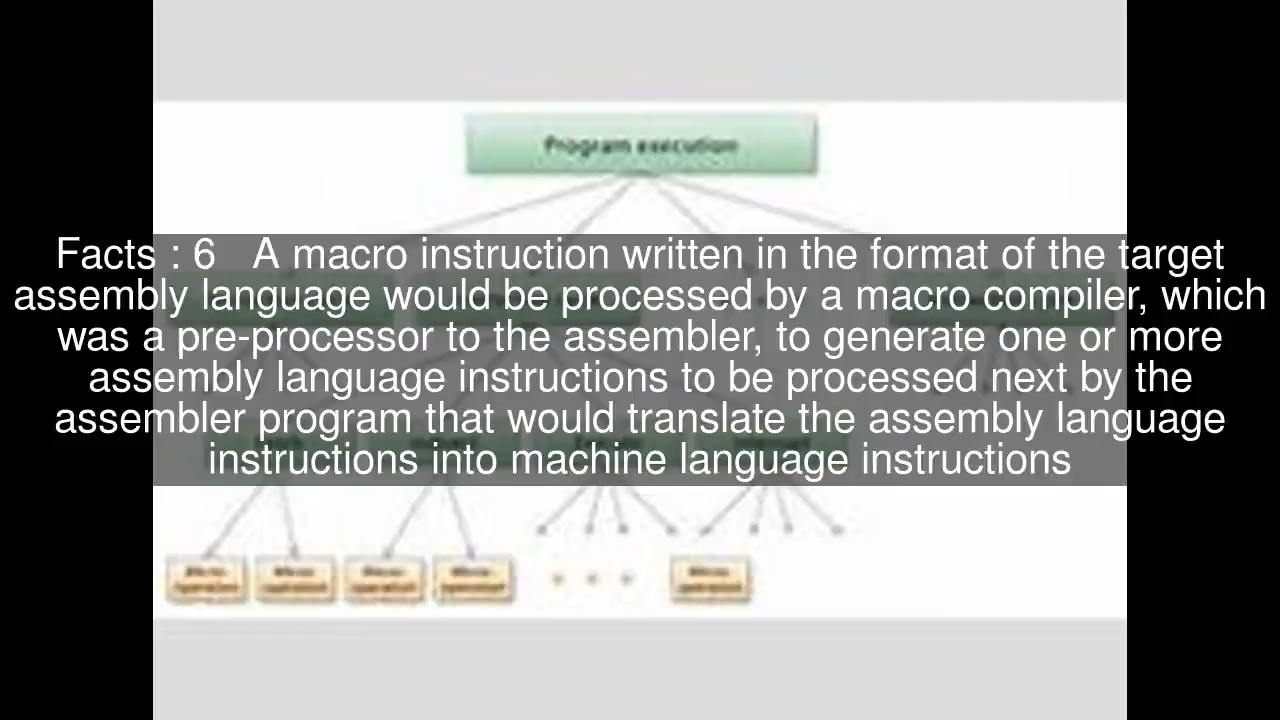 Program execution
Facts : 6 A macro instruction written in the format of the target
assembly language would be processed by a macro compiler, which
was a pre-processor to the assembler, to generate one or more
assembly language instructions to be processed next by the
assembler program that would translate the assembly language
instructions into machine language instructions